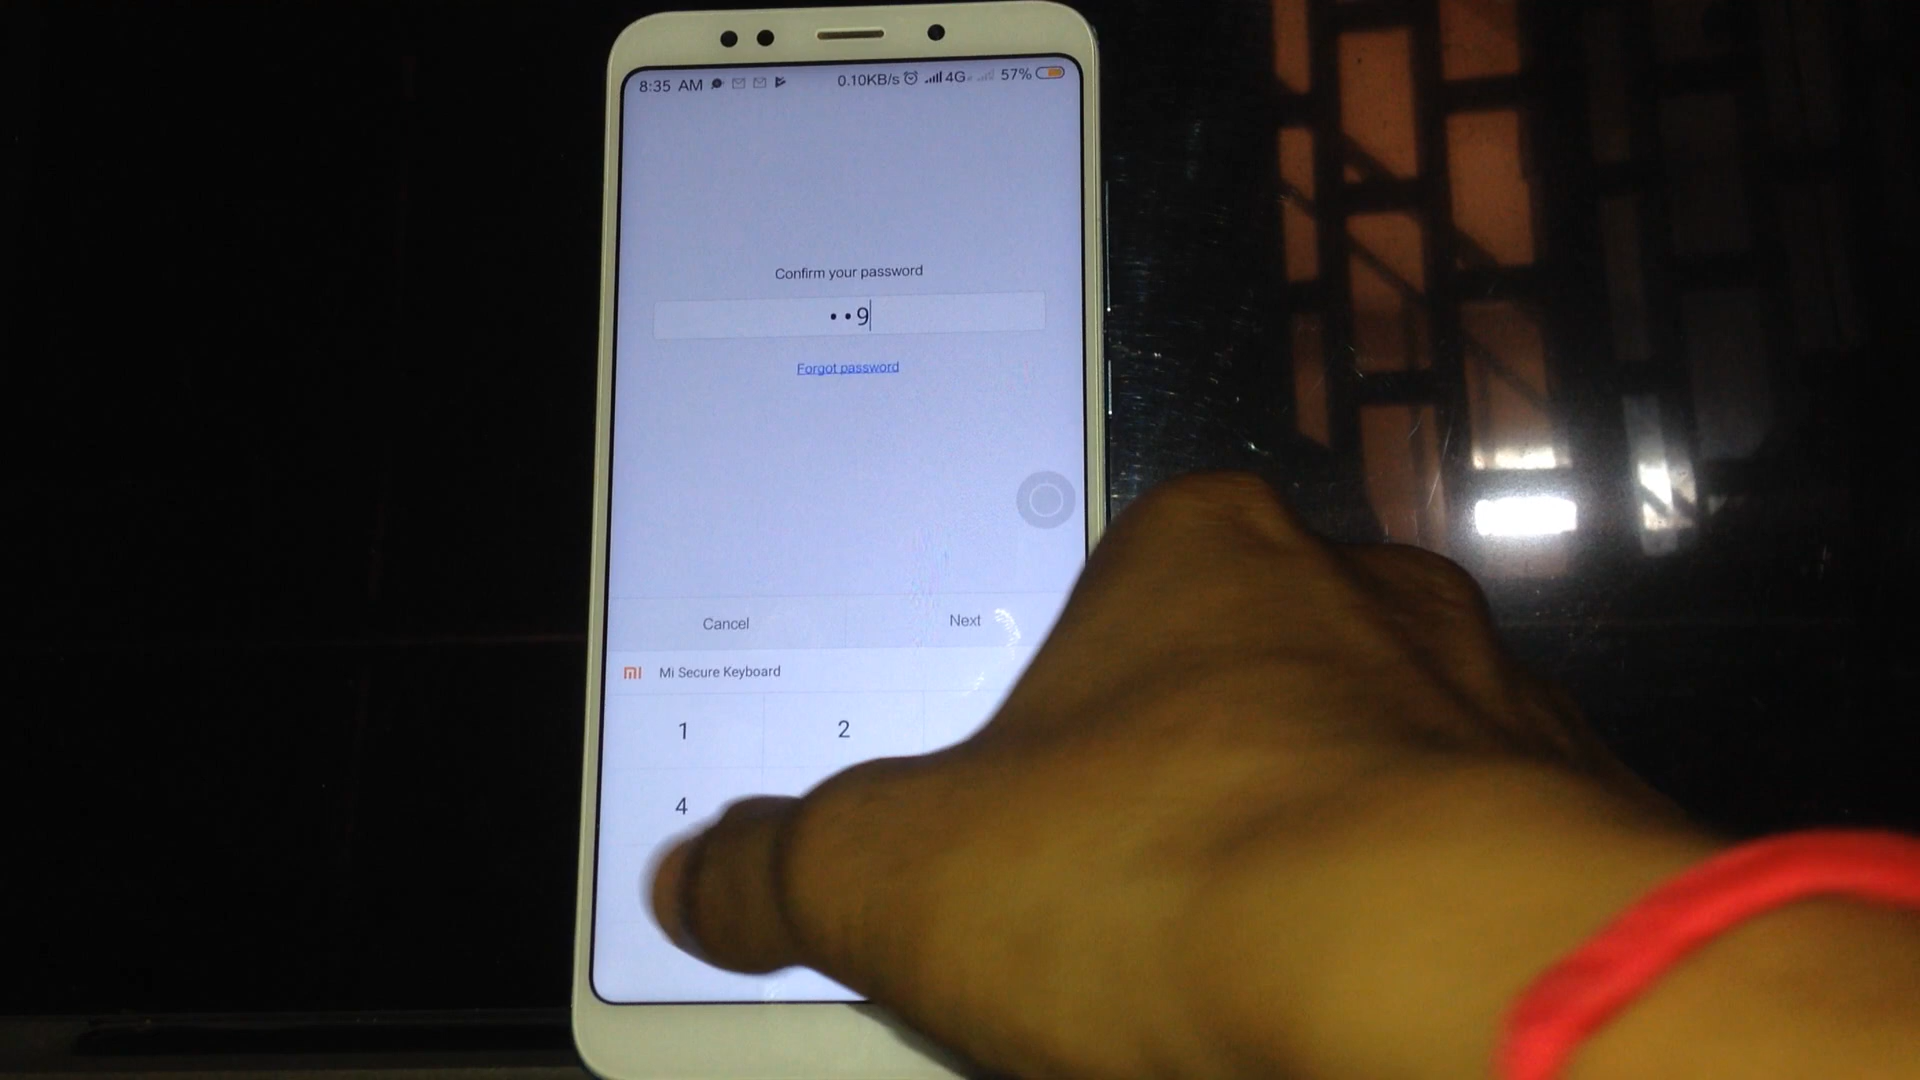 8:35 AM 0.10KB/s 4G 57%
Confirm your password
••9
Forgot password
Cancel Next
mi Mi Secure Keyboard
1 2
4